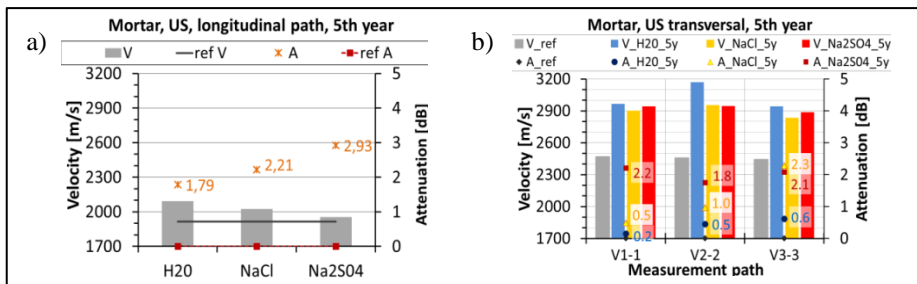 a)
Mortar, US, longitudinal path, 5th year
V ref V A ref A
Velocity [m/s]
3200
2900
2600
2300
2000
1700
1,79
2,21
2,93
5
4
3
2
1
0
Attenuation [dB]
H20 NaCl Na2S04
b)
Mortar, US transversal, 5th year
V_ref V_H20_5y V_NaCl_5y V_Na2SO4_5y
A_ref A_H20_5y A_NaCl_5y A_Na2S04_5y
Velocity [m/s]
3200
2900
2600
2300
2000
1700
2.2
0.5
0.2
1.8
1.0
0.5
2.3
2.1
0.6
5
4
3
2
1
0
Attenuation [dB]
V1-1 V2-2 V3-3
Measurement path